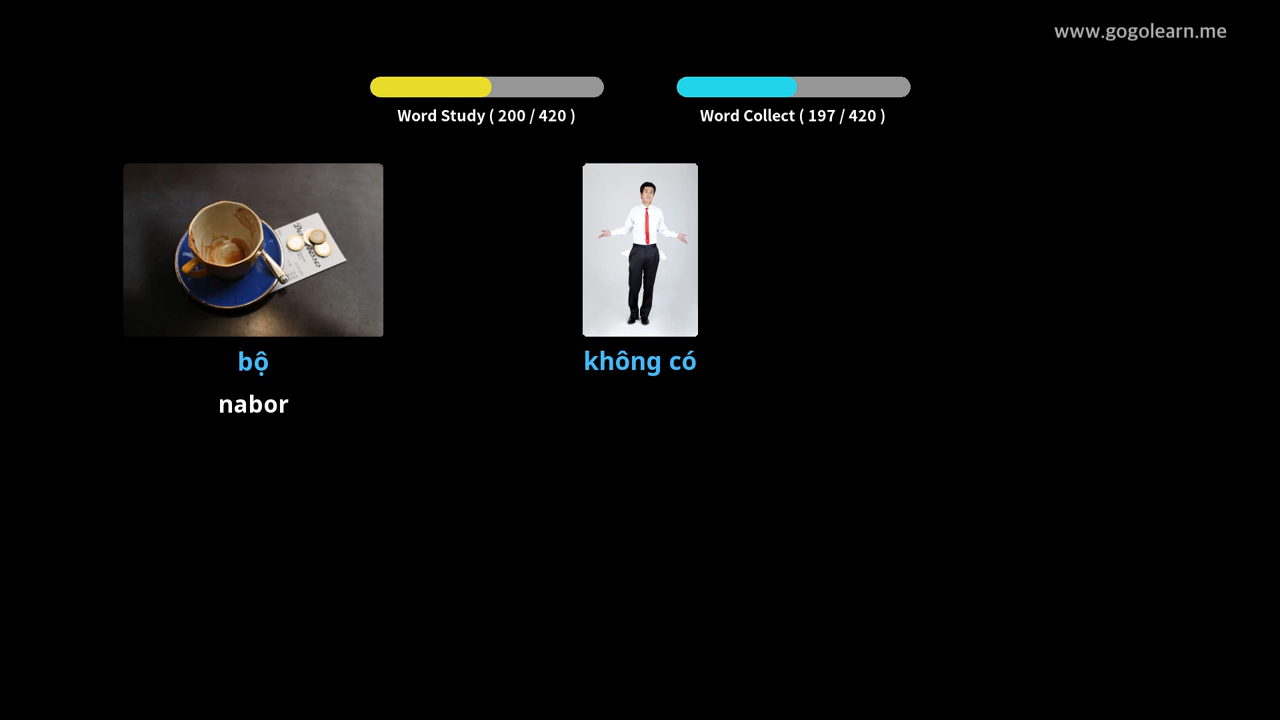 www.gogolearn.me
Word Study ( 200 / 420 )
Word Collect ( 197 / 420 )
bộ
không có
nabor